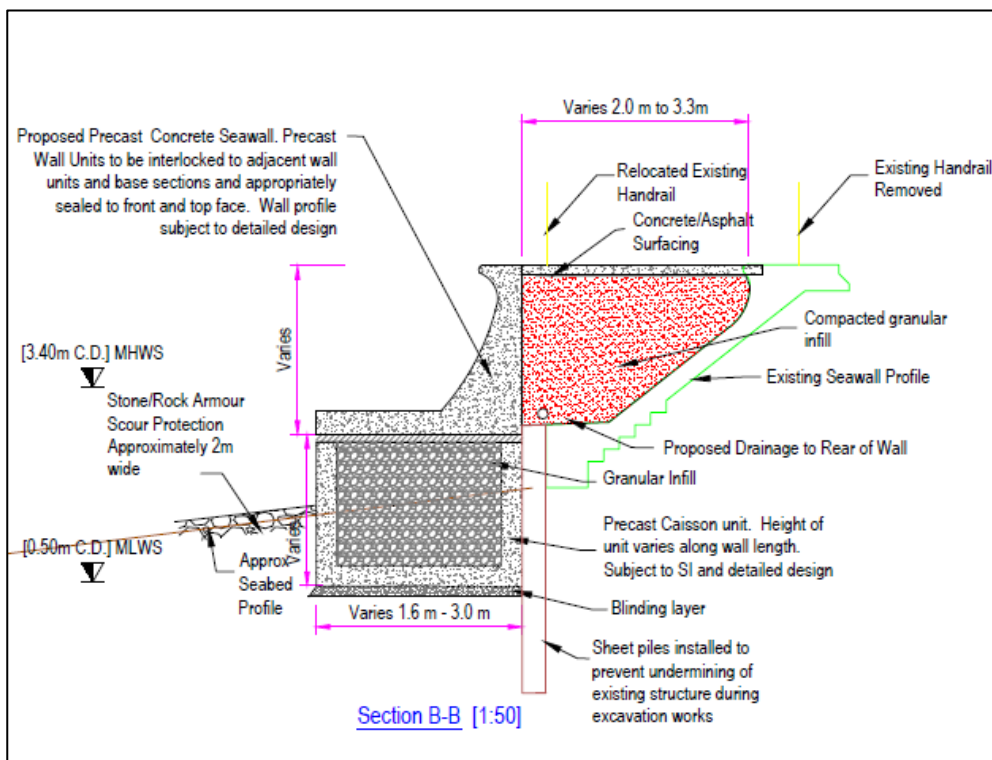 Varies 2.0 m to 3.3m
Proposed Precast Concrete Seawall. Precast
Wall Units to be interlocked to adjacent wall
units and base sections and appropriately
sealed to front and top face. Wall profile
subject to detailed design
Relocated Existing
Handrail
Existing Handrail
Removed
Concrete/Asphalt
Surfacing
Varies
Compacted granular
infill
[3.40m C.D.] MHWS
Existing Seawall Profile
Stone/Rock Armour
Scour Protection
Approximately 2m
wide
Proposed Drainage to Rear of Wall
Granular Infill
Precast Caisson unit. Height of
unit varies along wall length.
Subject to SI and detailed design
Varies
[0.50m C.D.] MLWS
Approx
Seabed
Profile
Blinding layer
Varies 1.6 m - 3.0 m
Sheet piles installed to
prevent undermining of
existing structure during
excavation works
Section B-B [1:50]